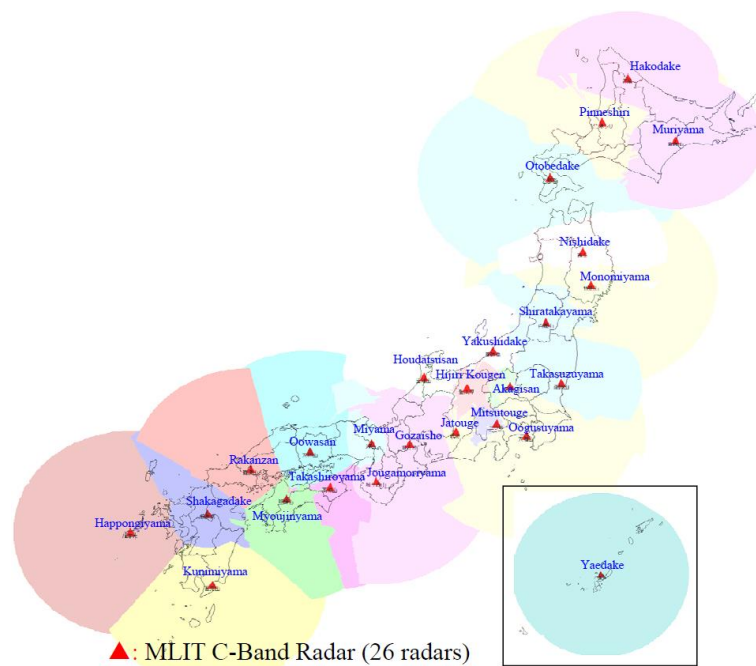 Hakodake
Pinneshiri
Muriyama
Otobedake
Nishidake
Monomiyama
Shiratakayama
Yakushidake
Houdatsusan
Hijiri Kougen
Akagisan
Takasuzuyama
Mitsutouge
Jatouge
Oogusuyama
Miyama
Gozaisho
Oowasan
Rakanzan
Takashiroyama
Jougamoriyama
Shakagadake
Myoujinyama
Happongiyama
Kunimiyama
Yaedake
: MLIT C-Band Radar (26 radars)